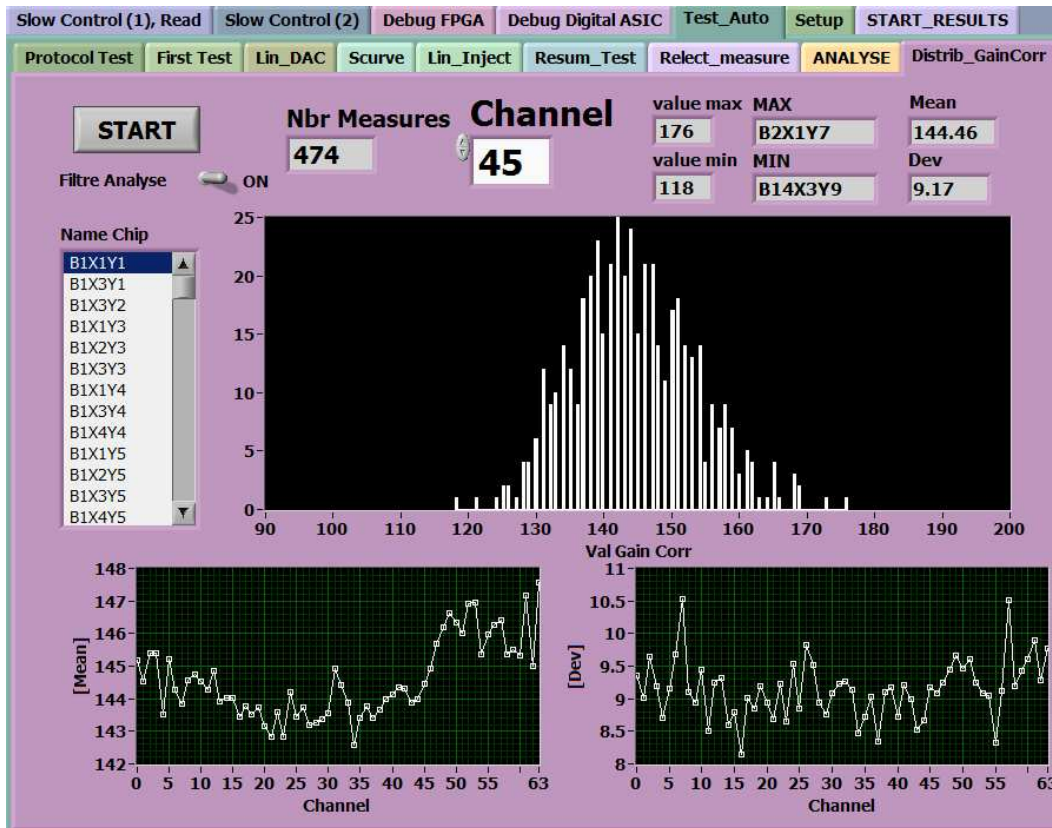 Slow Control (1), Read Slow Control (2) Debug FPGA Debug Digital ASIC Test_Auto Setup START_RESULTS
Protocol Test First Test Lin_DAC Scurve Lin_Inject Resum_Test Relect_measure ANALYSE Distrib_GainCorr
START
Filtre Analyse ON
Nbr Measures
474
Channel
45
value max MAX Mean
176 B2X1Y7 144.46
value min MIN Dev
118 B14X3Y9 9.17
Name Chip
B1X1Y1
B1X3Y1
B1X3Y2
B1X1Y3
B1X2Y3
B1X3Y3
B1X1Y4
B1X3Y4
B1X4Y4
B1X1Y5
B1X2Y5
B1X3Y5
B1X4Y5
25
20
15
10
5
0
90 100 110 120 130 140 150 160 170 180 190 200
Val Gain Corr
[Mean]
148
147
146
145
144
143
142
0 5 10 15 20 25 30 35 40 45 50 55 63
Channel
[Dev]
11
10.5
10
9.5
9
8.5
8
0 5 10 15 20 25 30 35 40 45 50 55 63
Channel